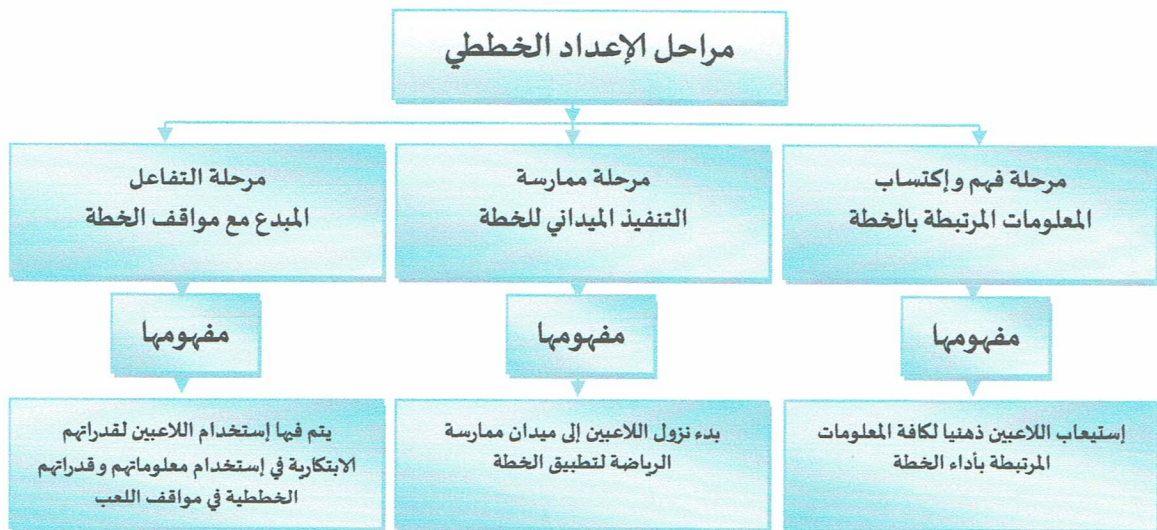 مراحل الإعداد الخططي
مرحلة فهم وإكتساب
المعلومات المرتبطة بالخطة
مرحلة ممارسة
التنفيذ الميداني للخطة
مرحلة التفاعل
المبدع مع مواقف الخطة
مفهومها
مفهومها
مفهومها
إستيعاب اللاعبين ذهنيا لكافة المعلومات
المرتبطة بأداء الخطة
بدء نزول اللاعبين إلى ميدان ممارسة
الرياضة لتطبيق الخطة
يتم فيها إستخدام اللاعبين لقدراتهم
الابتكارية في إستخدام معلوماتهم وقدراتهم
الخططية في مواقف اللعب